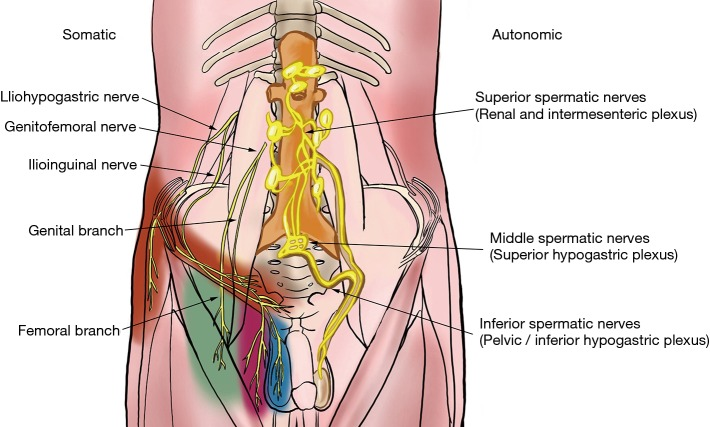 Somatic
Autonomic
Lliohypogastric nerve
Genitofemoral nerve
Ilioinguinal nerve
Genital branch
Femoral branch
Superior spermatic nerves
(Renal and intermesenteric plexus)
Middle spermatic nerves
(Superior hypogastric plexus)
Inferior spermatic nerves
(Pelvic / inferior hypogastric plexus)